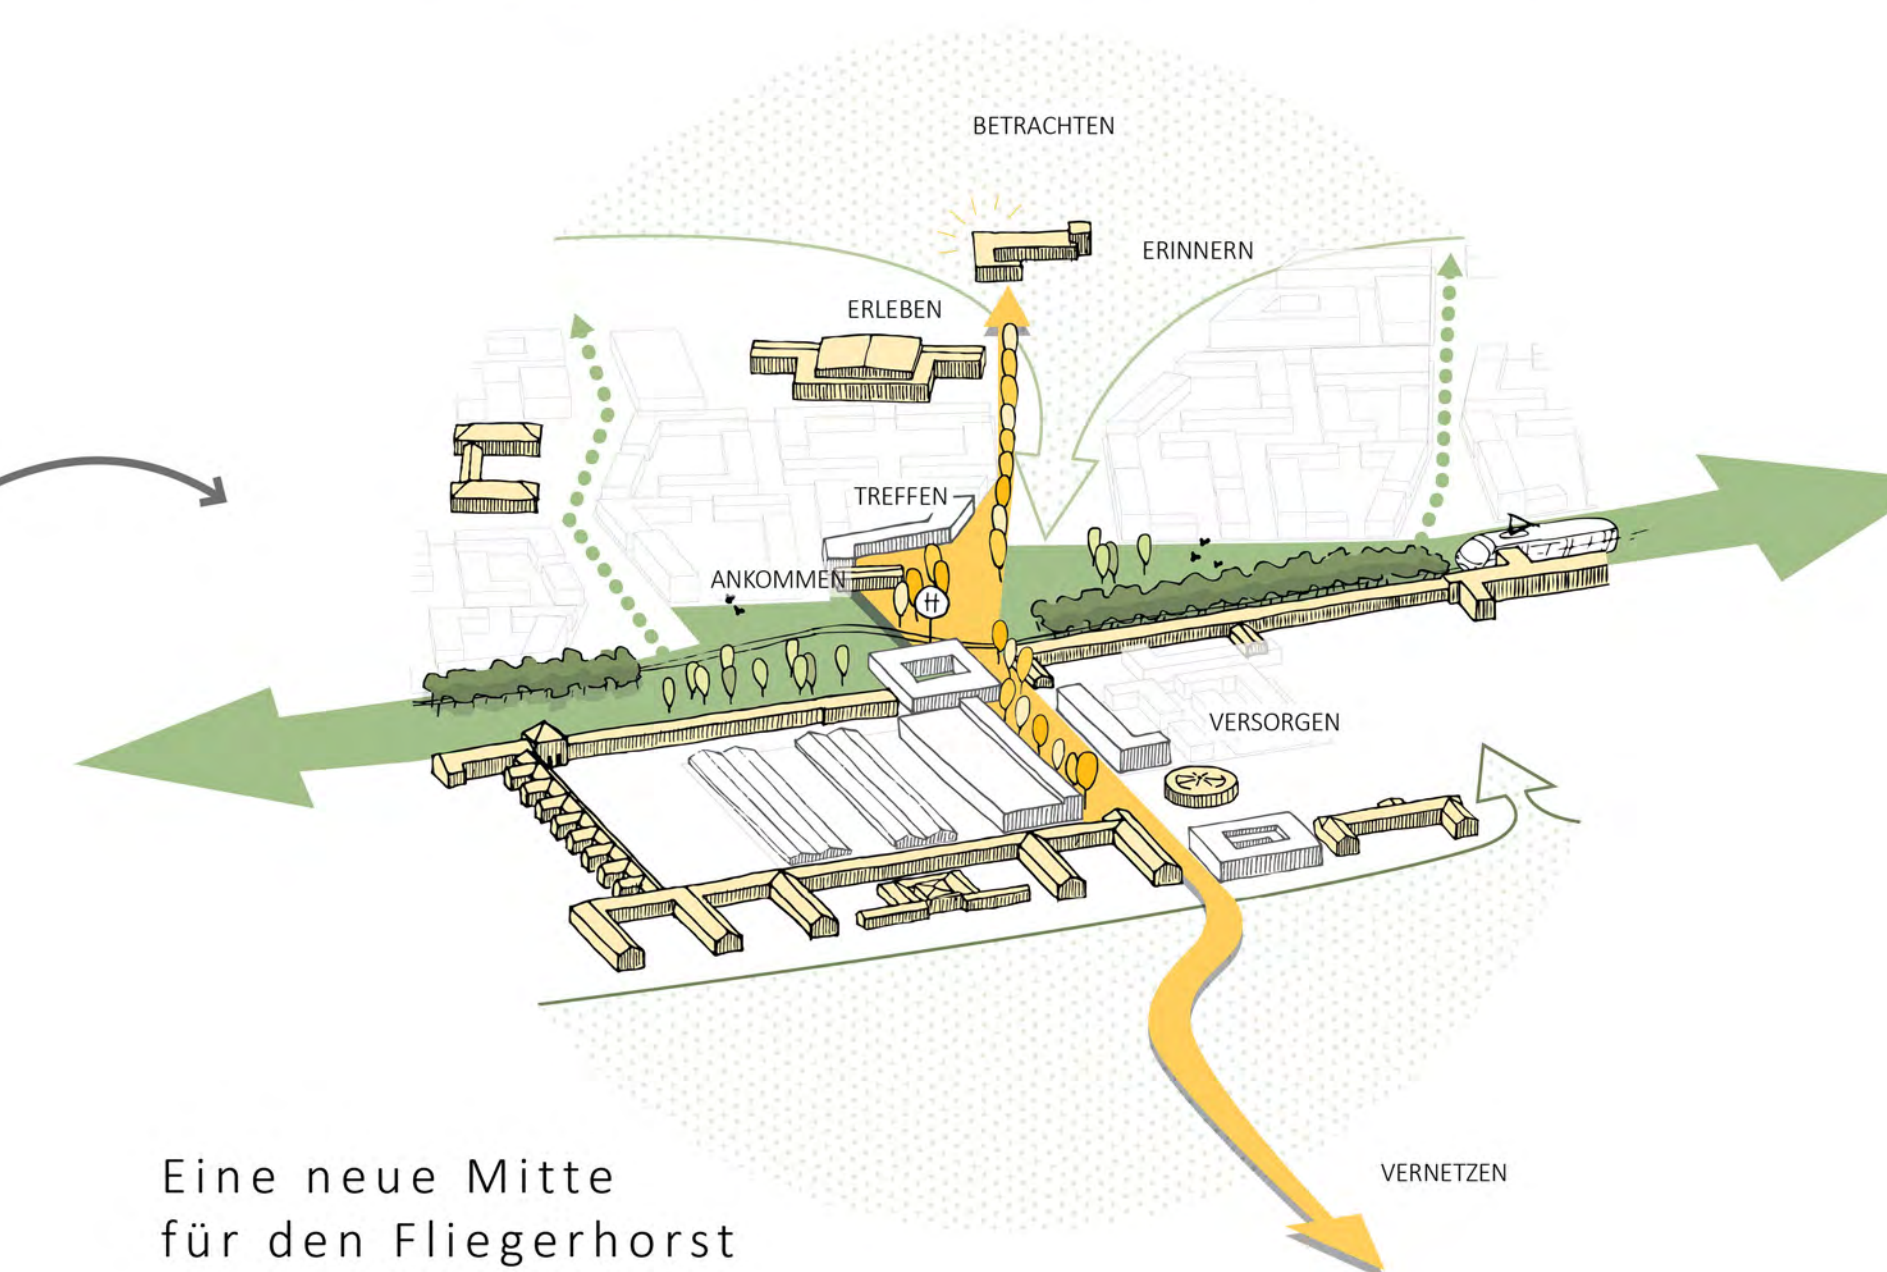 BETRACHTEN
ERINNERN
ERLEBEN
TREFFEN
ANKOMMEN
H
VERSORGEN
VERNETZEN
Eine neue Mitte
für den Fliegerhorst